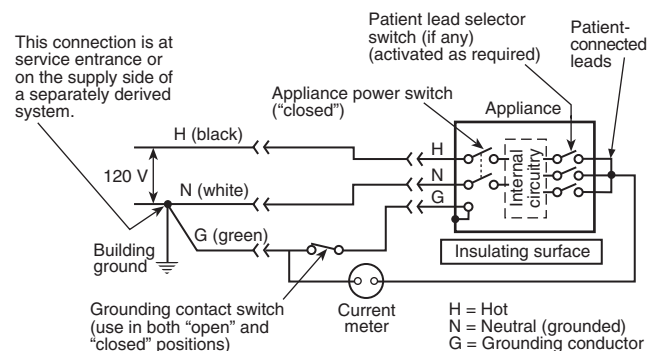 This connection is at
service entrance or
on the supply side of
a separately derived
system.
Patient lead selector
switch (if any)
(activated as required)
Patient-
connected
leads
Appliance power switch
("closed")
Appliance
H (black)
H
120 V
N (white)
N
G
Internal
circuitry
G (green)
Building
ground
Insulating surface
Grounding contact switch
(use in both "open" and
"closed" positions)
Current
meter
H = Hot
N = Neutral (grounded)
G = Grounding conductor